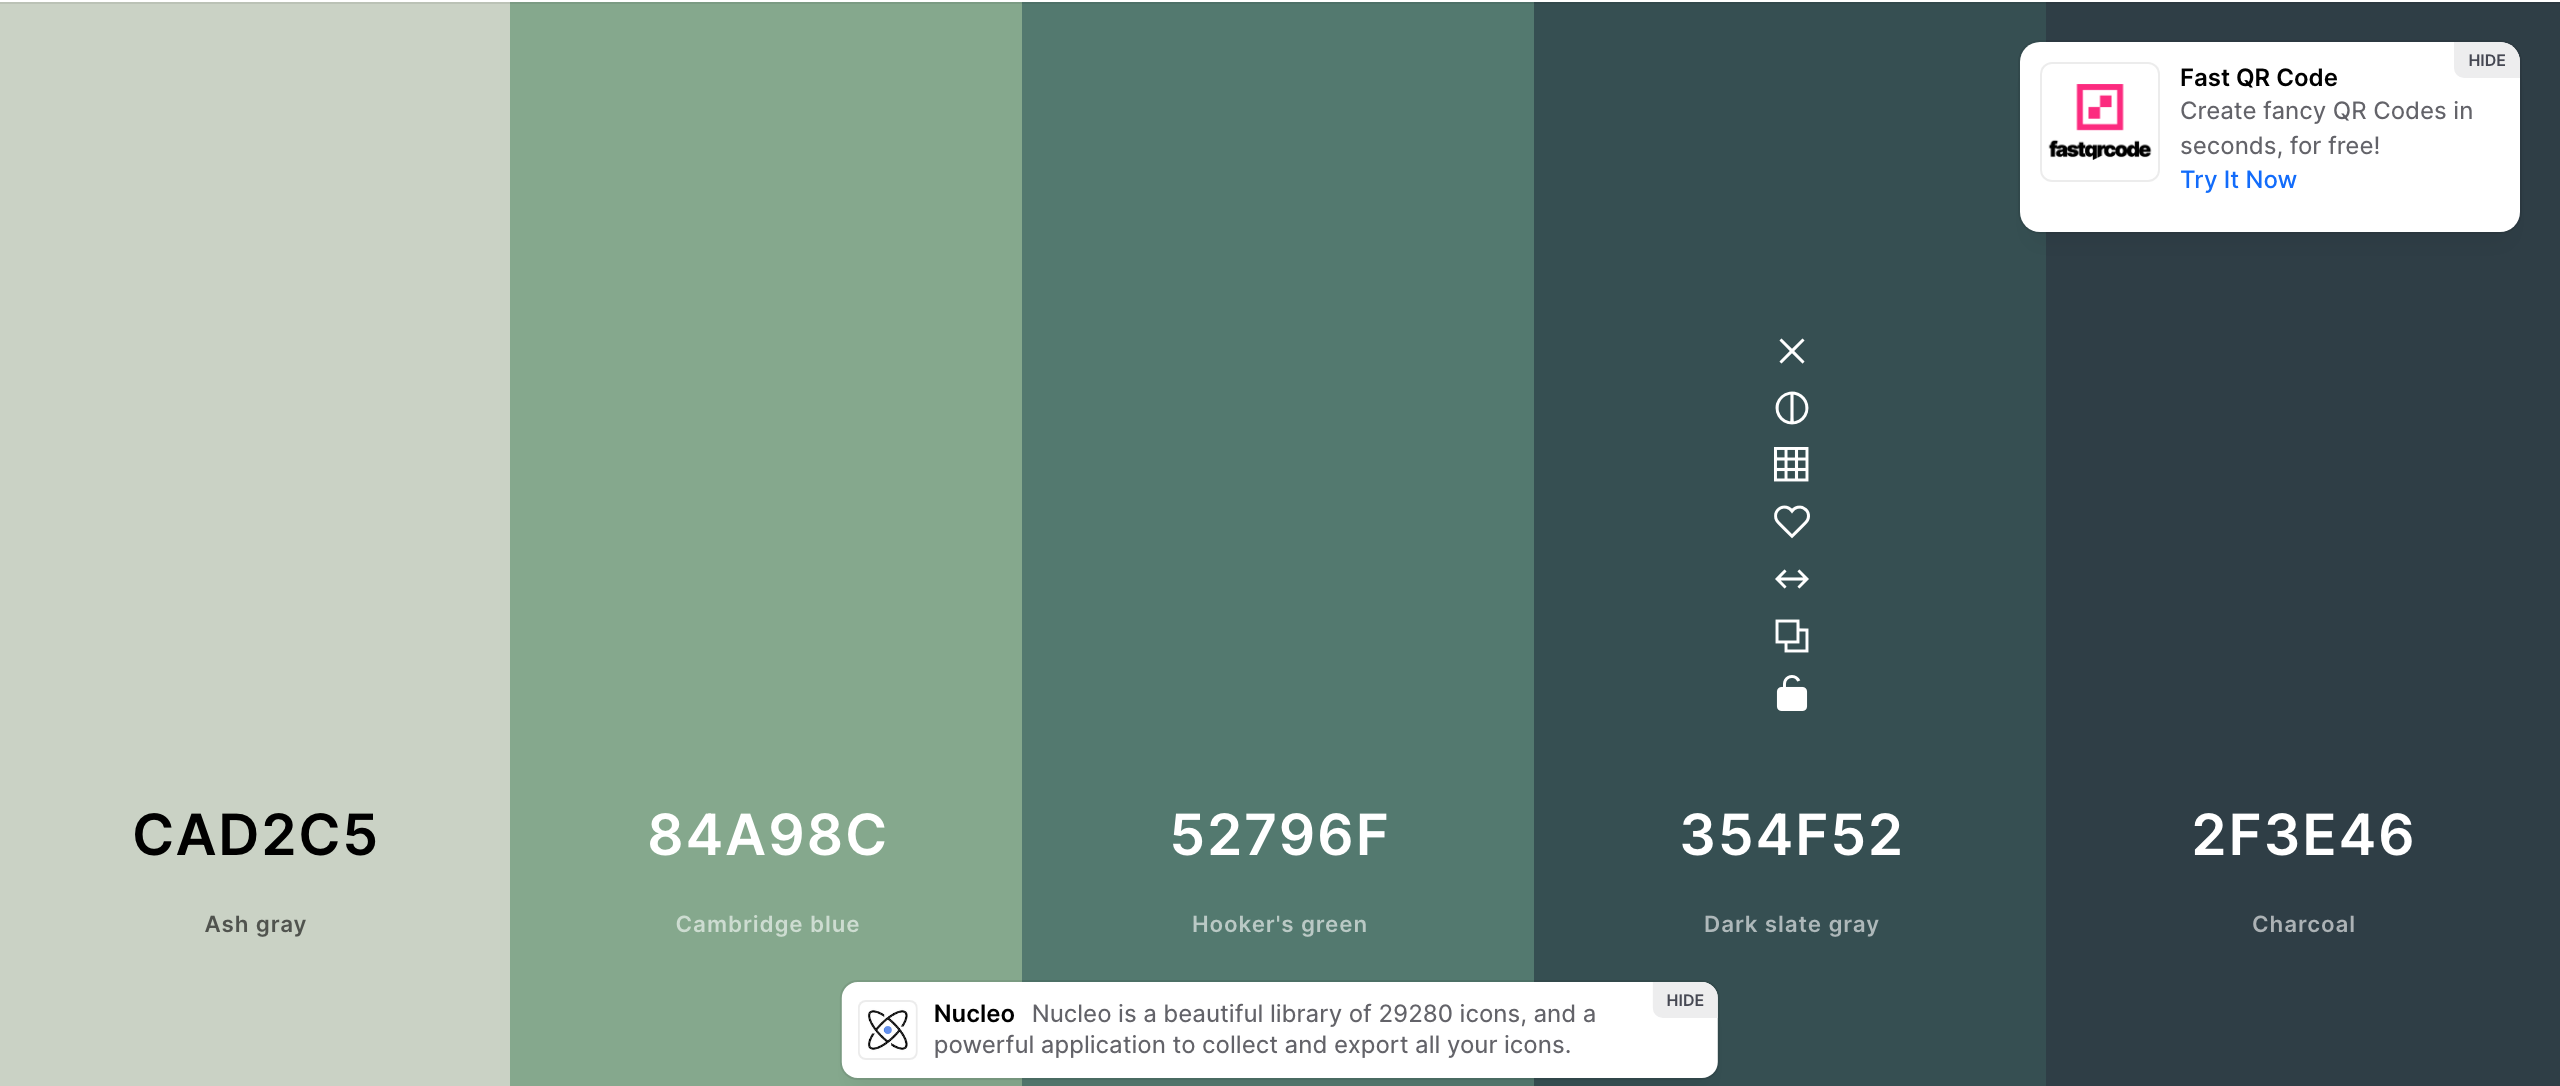 HIDE
Fast QR Code
Create fancy QR Codes in
seconds, for free!
Try It Now
fastqrcode
CAD2C5
84A98C
52796F
354F52
2F3E46
Ash gray
Cambridge blue
Hooker's green
Dark slate gray
Charcoal
HIDE
Nucleo Nucleo is a beautiful library of 29280 icons, and a
powerful application to collect and export all your icons.